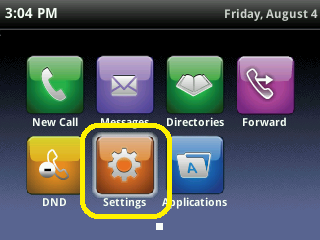 3:04 PM Friday, August 4
New Call Messages Directories Forward
A
DND Settings Applications